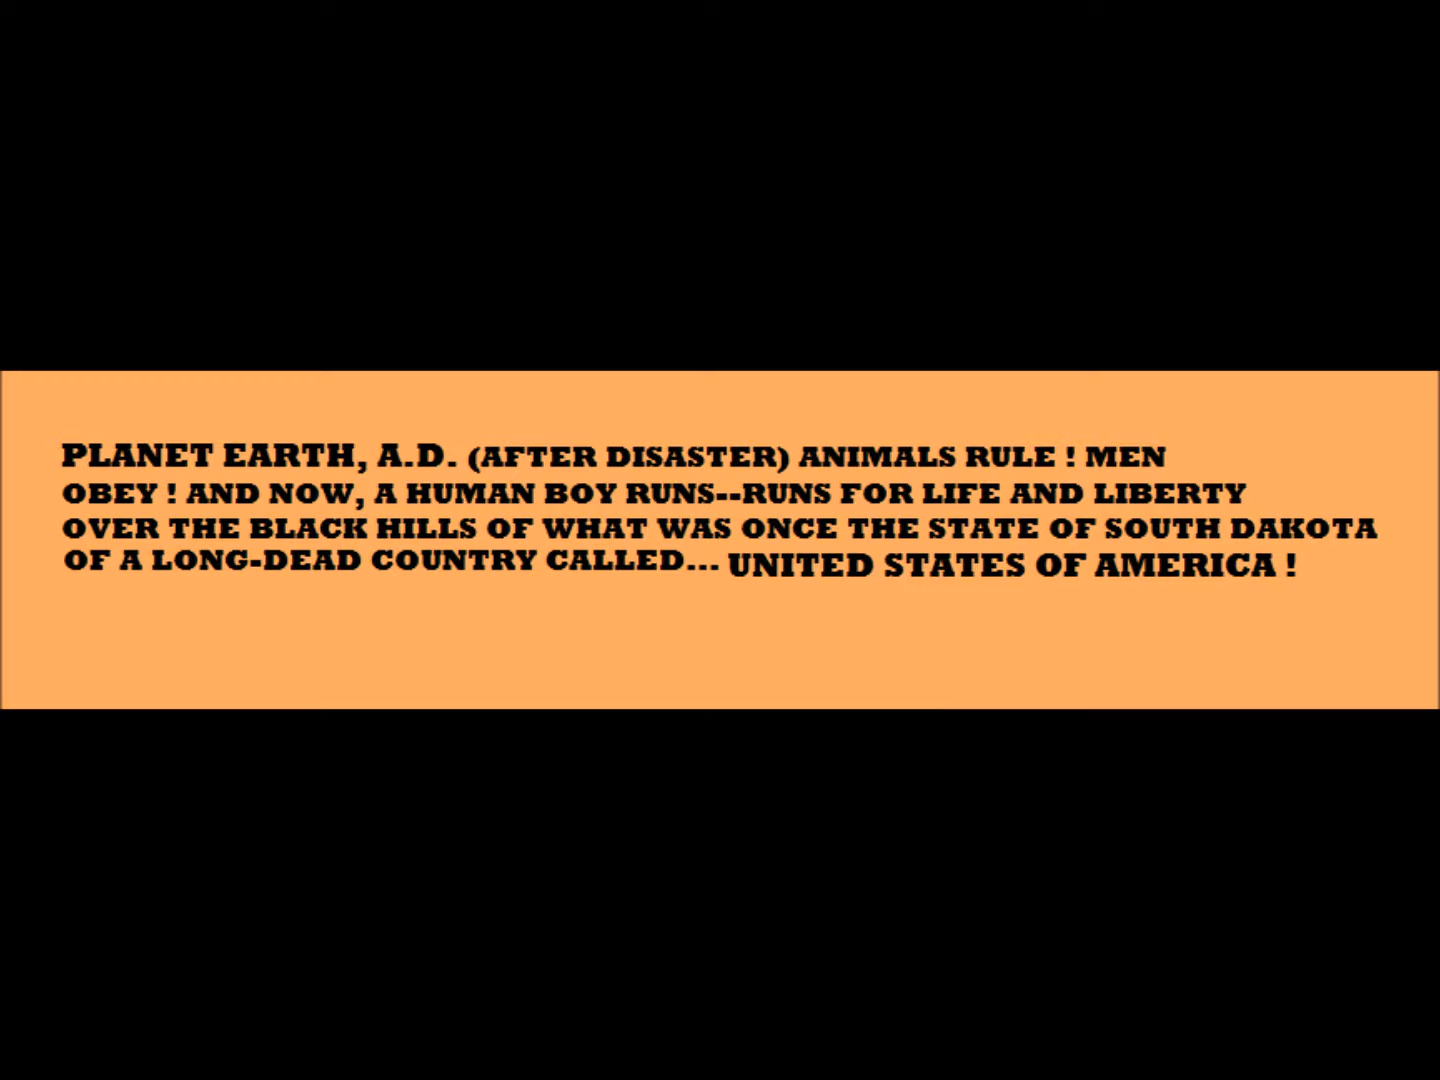 PLANET EARTH, A.D. (AFTER DISASTER) ANIMALS RULE ! MEN
OBEY ! AND NOW, A HUMAN BOY RUNS--RUNS FOR LIFE AND LIBERTY
OVER THE BLACK HILLS OF WHAT WAS ONCE THE STATE OF SOUTH DAKOTA
OF A LONG-DEAD COUNTRY CALLED... UNITED STATES OF AMERICA !